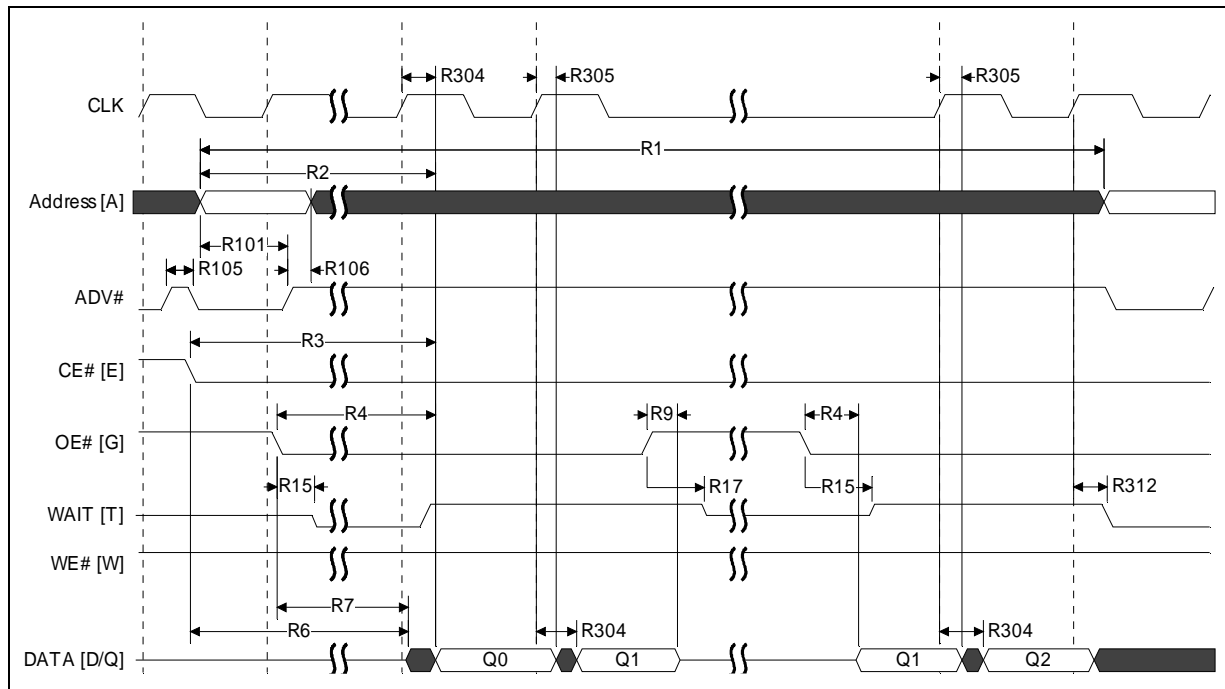 R304 R305 R305
CLK
R1
R2
Address [A]
R101
R105 R106
ADV#
R3
CE# [E]
R4 R9 R4
OE# [G]
R15 R17 R15 R312
WAIT [T]
WE# [W]
R7
R6 R304 R304
DATA [D/Q] Q0 Q1 Q1 Q2